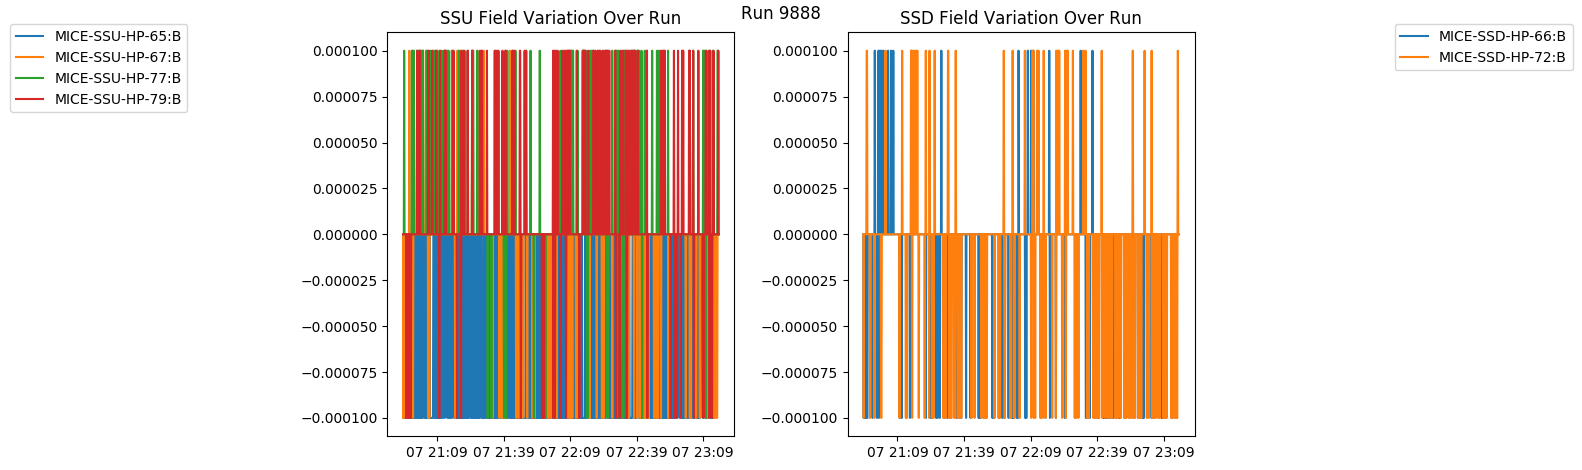 Run 9888
MICE-SSU-HP-65:B
MICE-SSU-HP-67:B
MICE-SSU-HP-77:B
MICE-SSU-HP-79:B
SSU Field Variation Over Run
0.000100
0.000075
0.000050
0.000025
0.000000
−0.000025
−0.000050
−0.000075
−0.000100
07 21:09 07 21:39 07 22:09 07 22:39 07 23:09
SSD Field Variation Over Run
0.000100
0.000075
0.000050
0.000025
0.000000
−0.000025
−0.000050
−0.000075
−0.000100
07 21:09 07 21:39 07 22:09 07 22:39 07 23:09
MICE-SSD-HP-66:B
MICE-SSD-HP-72:B